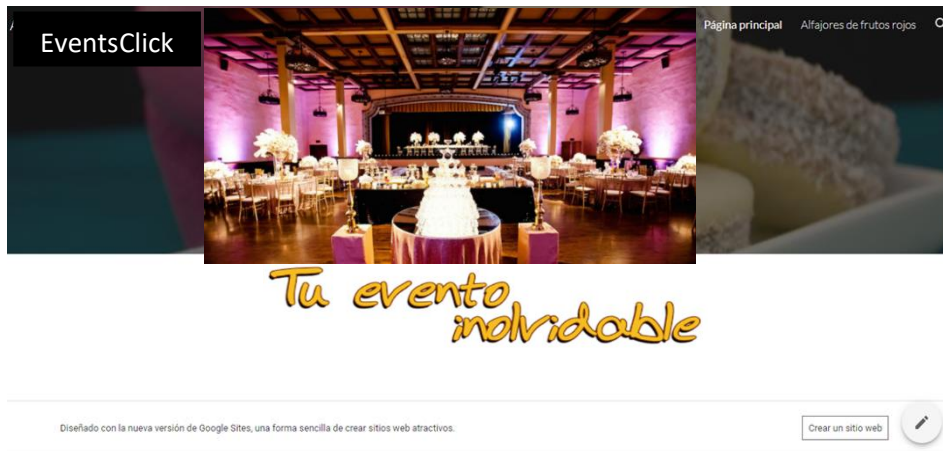 EventsClick
Página principal Alfajores de frutos rojos
Tu evento
inolvidable
Diseñado con la nueva versión de Google Sites, una forma sencilla de crear sitios web atractivos.
Crear un sitio web